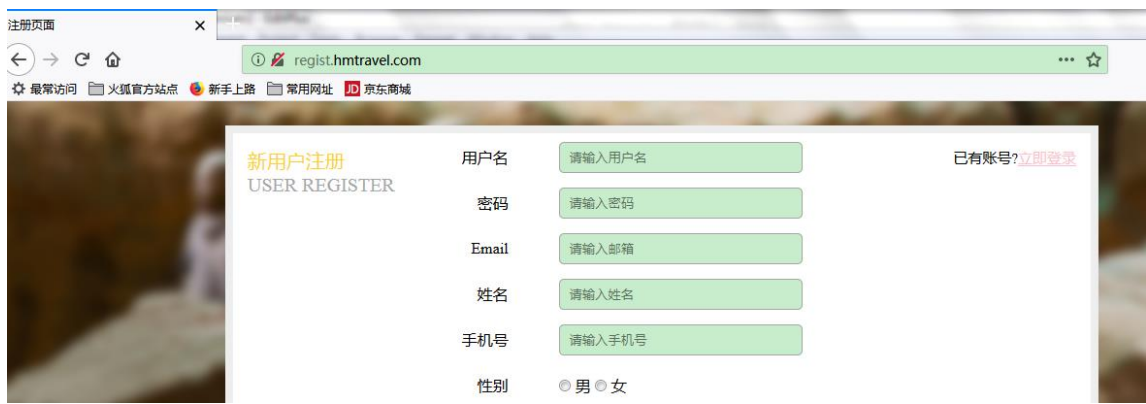 注册页面
regist.hmtravel.com
最常访问 火狐官方站点 新手上路 常用网址 JD 京东商城
新用户注册 用户名 请输入用户名 已有账号?立即登录
USER REGISTER
密码 请输入密码
Email 请输入邮箱
姓名 请输入姓名
手机号 请输入手机号
性别 男 女